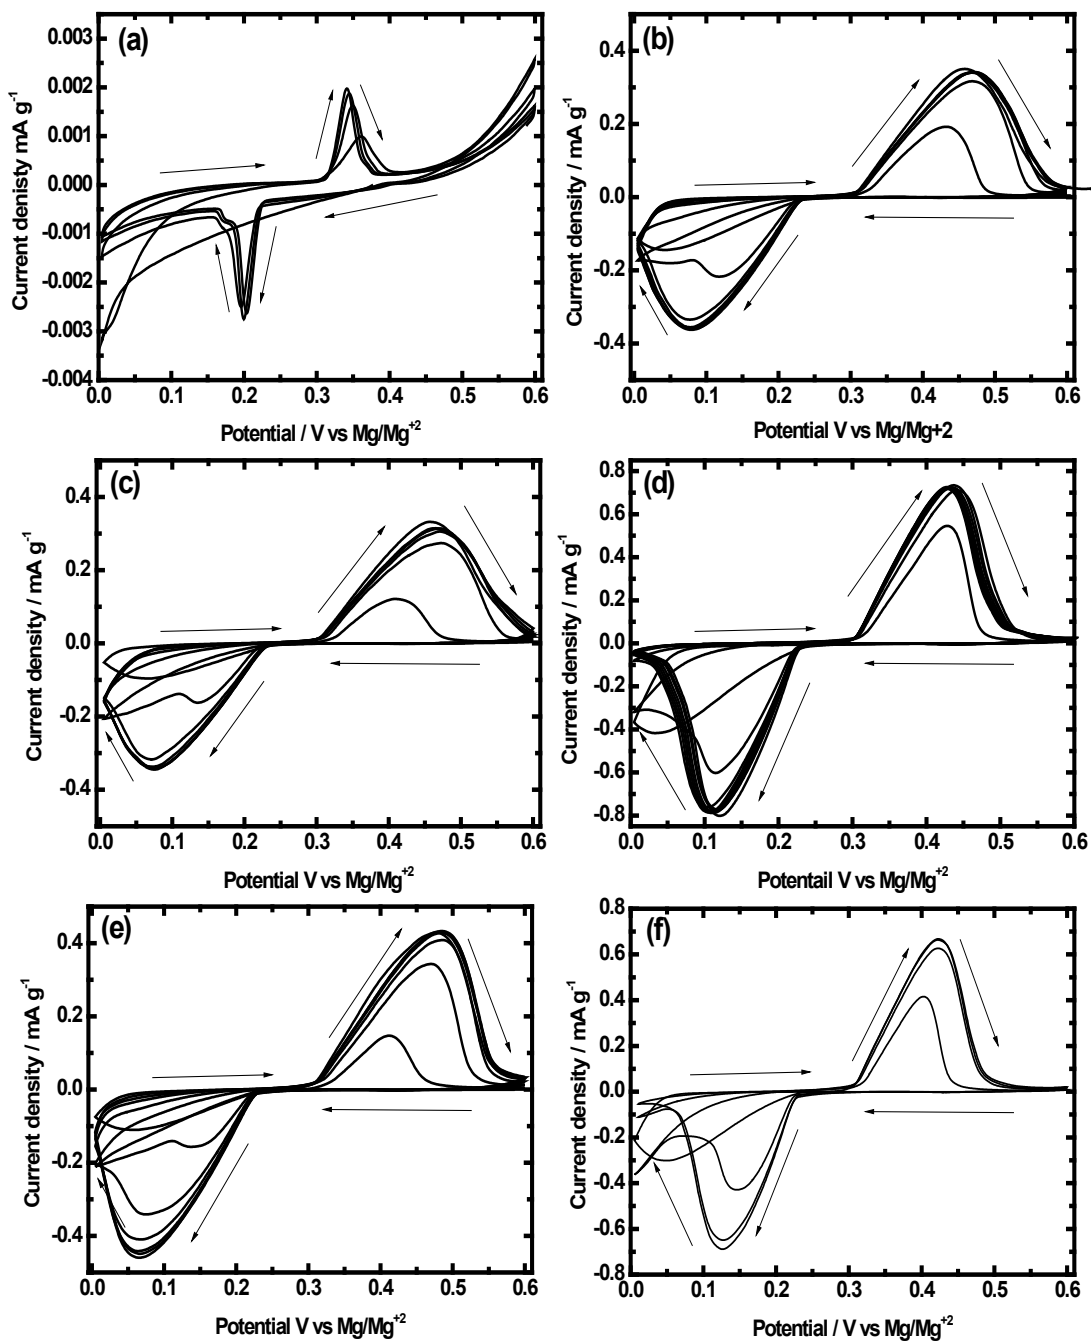 (a)
0.003
0.002
0.001
0.000
-0.001
-0.002
-0.003
-0.004
Current denisty mA g-1
0.0 0.1 0.2 0.3 0.4 0.5 0.6
Potential / V vs Mg/Mg+2
(b)
0.4
0.2
0.0
-0.2
-0.4
Current density / mA g-1
0.0 0.1 0.2 0.3 0.4 0.5 0.6
Potential V vs Mg/Mg+2
(c)
0.4
0.2
0.0
-0.2
-0.4
Current density / mA g-1
0.0 0.1 0.2 0.3 0.4 0.5 0.6
Potential V vs Mg/Mg+2
(d)
0.8
0.6
0.4
0.2
0.0
-0.2
-0.4
-0.6
-0.8
Current density / mA g-1
0.0 0.1 0.2 0.3 0.4 0.5 0.6
Potentail V vs Mg/Mg+2
(e)
0.4
0.2
0.0
-0.2
-0.4
Current density / mA g-1
0.0 0.1 0.2 0.3 0.4 0.5 0.6
Potential V vs Mg/Mg+2
(f)
0.8
0.6
0.4
0.2
0.0
-0.2
-0.4
-0.6
-0.8
Current density / mA g-1
0.0 0.1 0.2 0.3 0.4 0.5 0.6
Potential / V vs Mg/Mg+2